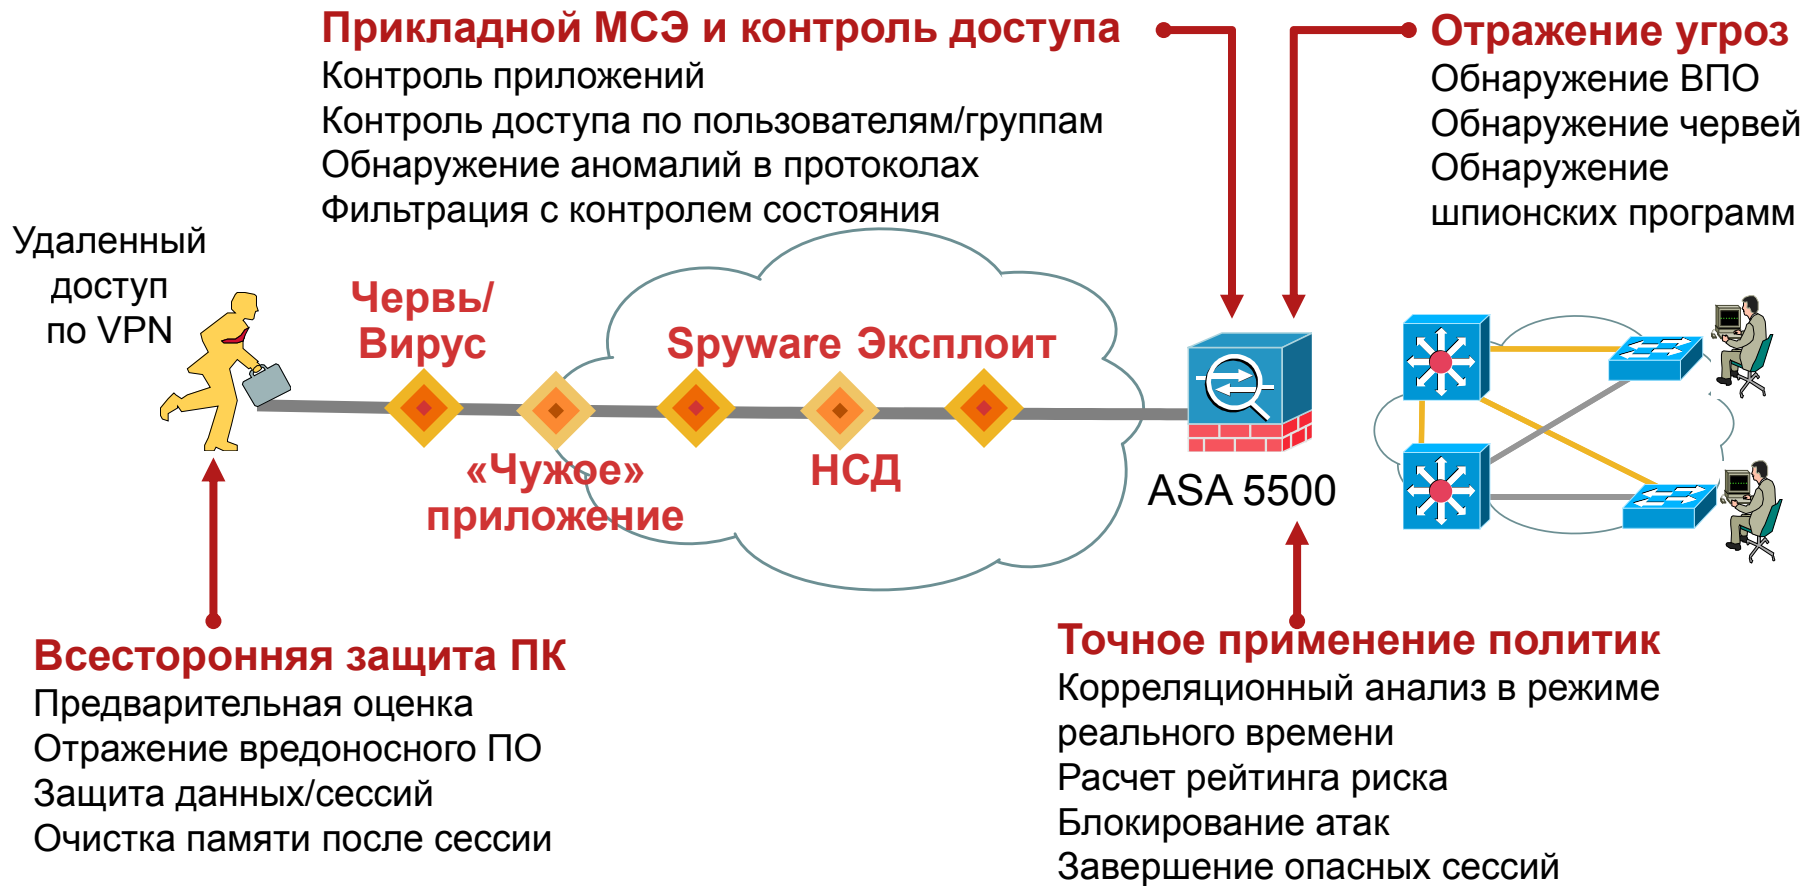 Прикладной МСЭ и контроль доступа
Контроль приложений
Контроль доступа по пользователям/группам
Обнаружение аномалий в протоколах
Фильтрация с контролем состояния
Отражение угроз
Обнаружение ВПО
Обнаружение червей
Обнаружение
шпионских программ
Удаленный
доступ
по VPN
Червь/
Вирус
Spyware Эксплоит
«Чужое»
приложение
НСД
ASA 5500
Всесторонняя защита ПК
Предварительная оценка
Отражение вредоносного ПО
Защита данных/сессий
Очистка памяти после сессии
Точное применение политик
Корреляционный анализ в режиме
реального времени
Расчет рейтинга риска
Блокирование атак
Завершение опасных сессий